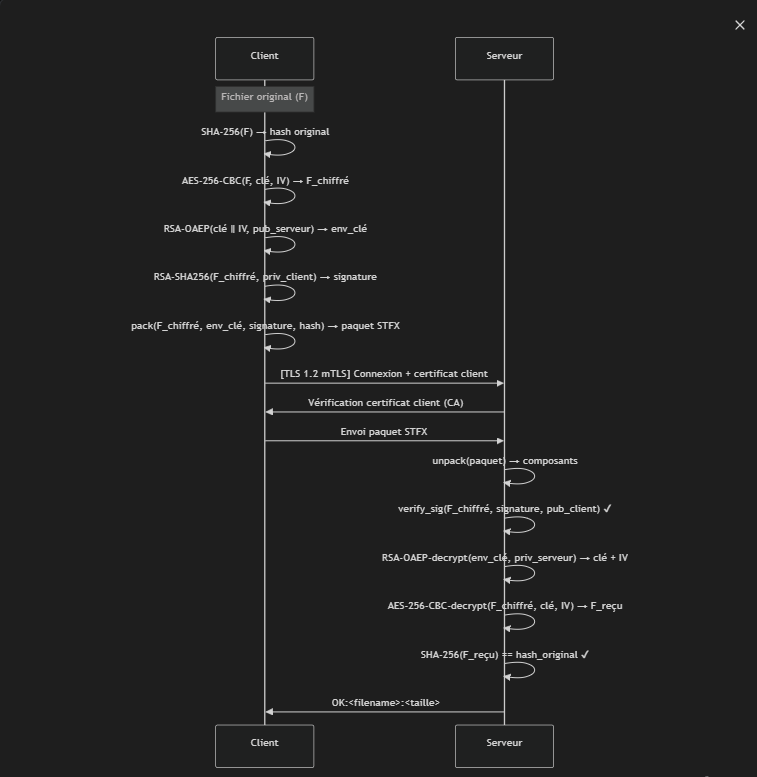 Client
Serveur
Fichier original (F)
SHA-256(F) → hash original
AES-256-CBC(F, clé, IV) → F_chiffré
RSA-OAEP(clé || IV, pub_serveur) → env_clé
RSA-SHA256(F_chiffré, priv_client) → signature
pack(F_chiffré, env_clé, signature, hash) → paquet STFX
[TLS 1.2 mTLS] Connexion + certificat client
Vérification certificat client (CA)
Envoi paquet STFX
unpack(paquet) → composants
verify_sig(F_chiffré, signature, pub_client) ✓
RSA-OAEP-decrypt(env_clé, priv_serveur) → clé + IV
AES-256-CBC-decrypt(F_chiffré, clé, IV) → F_reçu
SHA-256(F_reçu) == hash_original ✓
OK:<filename>:<taille>
Client
Serveur